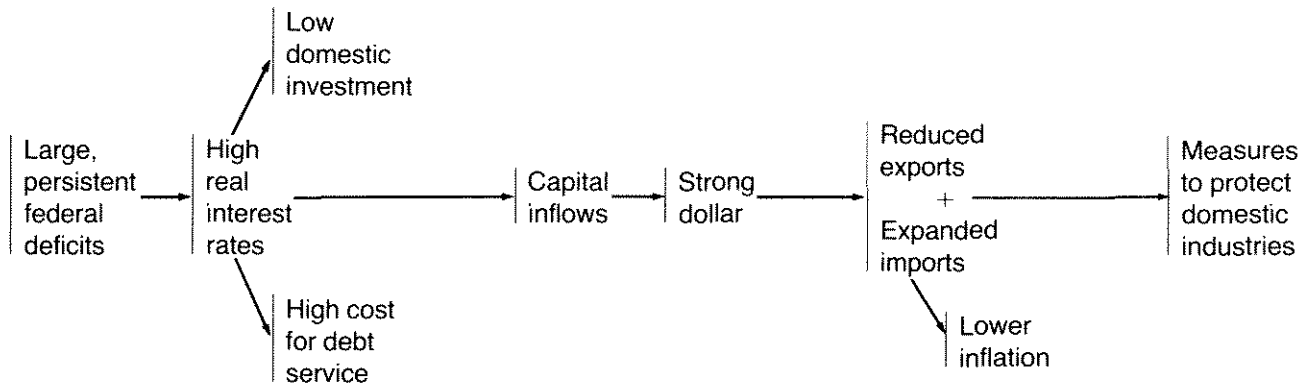 Low
domestic
investment
Large,
persistent
federal
deficits
High
real
interest
rates
Capital
inflows
Strong
dollar
Reduced
exports
+
Expanded
imports
Measures
to protect
domestic
industries
High cost
for debt
service
Lower
inflation